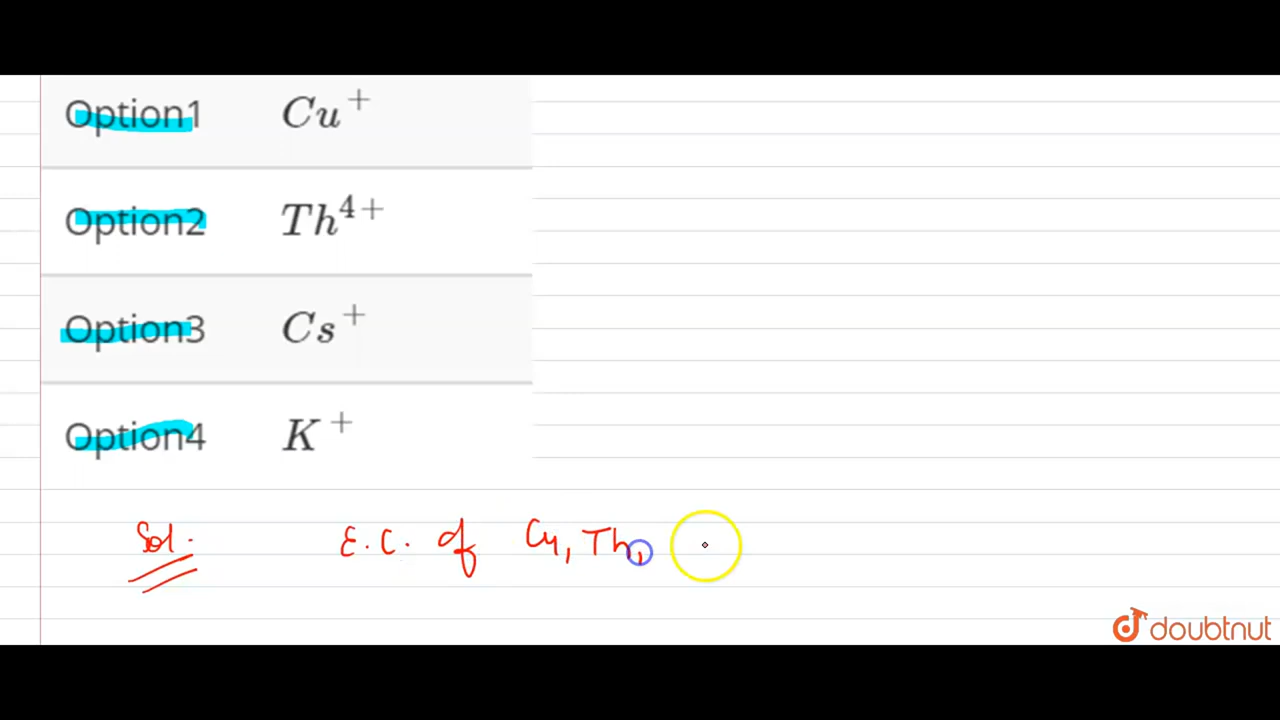 Option1 Cu⁺
Option2 Th⁴⁺
Option3 Cs⁺
Option4 K⁺
Sol. E.C. of Cu, Th,
doubtnut